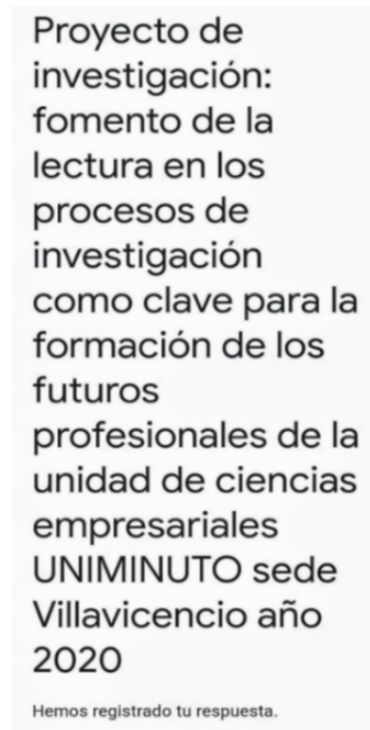 Proyecto de
investigación:
fomento de la
lectura en los
procesos de
investigación
como clave para la
formación de los
futuros
profesionales de la
unidad de ciencias
empresariales
UNIMINUTO sede
Villavicencio año
2020
Hemos registrado tu respuesta.